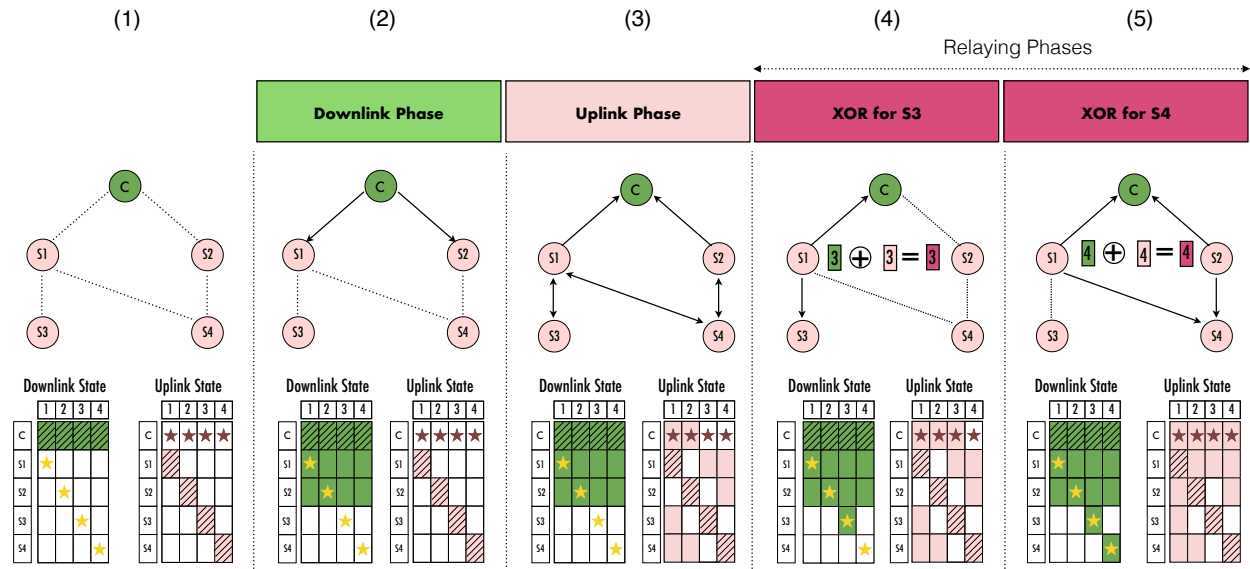 (1) (2) (3) (4) (5)
Relaying Phases
Downlink Phase Uplink Phase XOR for S3 XOR for S4
C C C C C
S1 S2 S1 S2 S1 S2 S1 3 ⊕ 3 = 3 S2 S1 4 ⊕ 4 = 4 S2
S3 S4 S3 S4 S3 S4 S3 S4 S3 S4
Downlink State Uplink State Downlink State Uplink State Downlink State Uplink State Downlink State Uplink State Downlink State Uplink State
1 2 3 4 1 2 3 4 1 2 3 4 1 2 3 4 1 2 3 4 1 2 3 4 1 2 3 4 1 2 3 4 1 2 3 4 1 2 3 4
C C C C C C C C C C
S1 S1 S1 S1 S1 S1 S1 S1 S1 S1
S2 S2 S2 S2 S2 S2 S2 S2 S2 S2
S3 S3 S3 S3 S3 S3 S3 S3 S3 S3
S4 S4 S4 S4 S4 S4 S4 S4 S4 S4